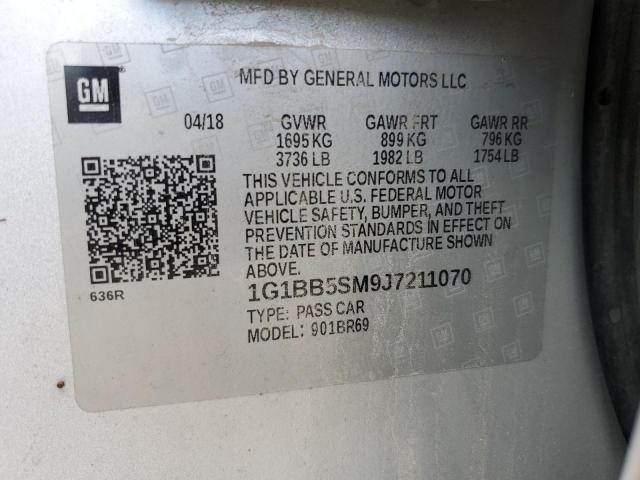 GM
MFD BY GENERAL MOTORS LLC
04/18 GVWR GAWR FRT GAWR RR
1695 KG 899 KG 796 KG
3736 LB 1982 LB 1754 LB
THIS VEHICLE CONFORMS TO ALL
APPLICABLE U.S. FEDERAL MOTOR
VEHICLE SAFETY, BUMPER, AND THEFT
PREVENTION STANDARDS IN EFFECT ON
THE DATE OF MANUFACTURE SHOWN
ABOVE.
636R
1G1BB5SM9J7211070
TYPE: PASS CAR
MODEL: 901BR69